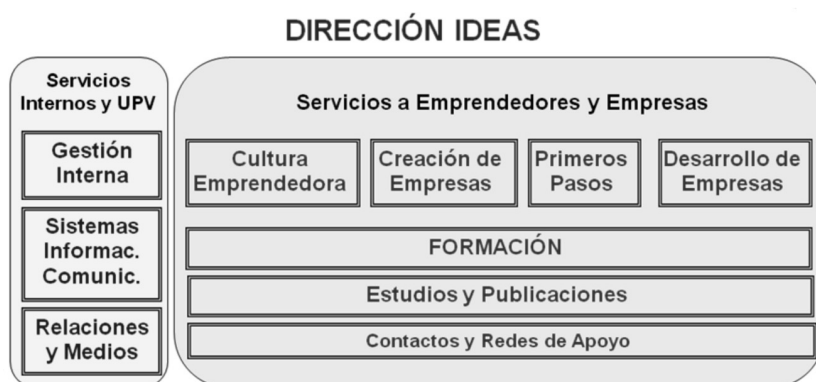 DIRECCIÓN IDEAS
Servicios
Internos y UPV
Gestión
Interna
Sistemas
Informac.
Comunic.
Relaciones
y Medios
Servicios a Emprendedores y Empresas
Cultura
Emprendedora
Creación de
Empresas
Primeros
Pasos
Desarrollo de
Empresas
FORMACIÓN
Estudios y Publicaciones
Contactos y Redes de Apoyo